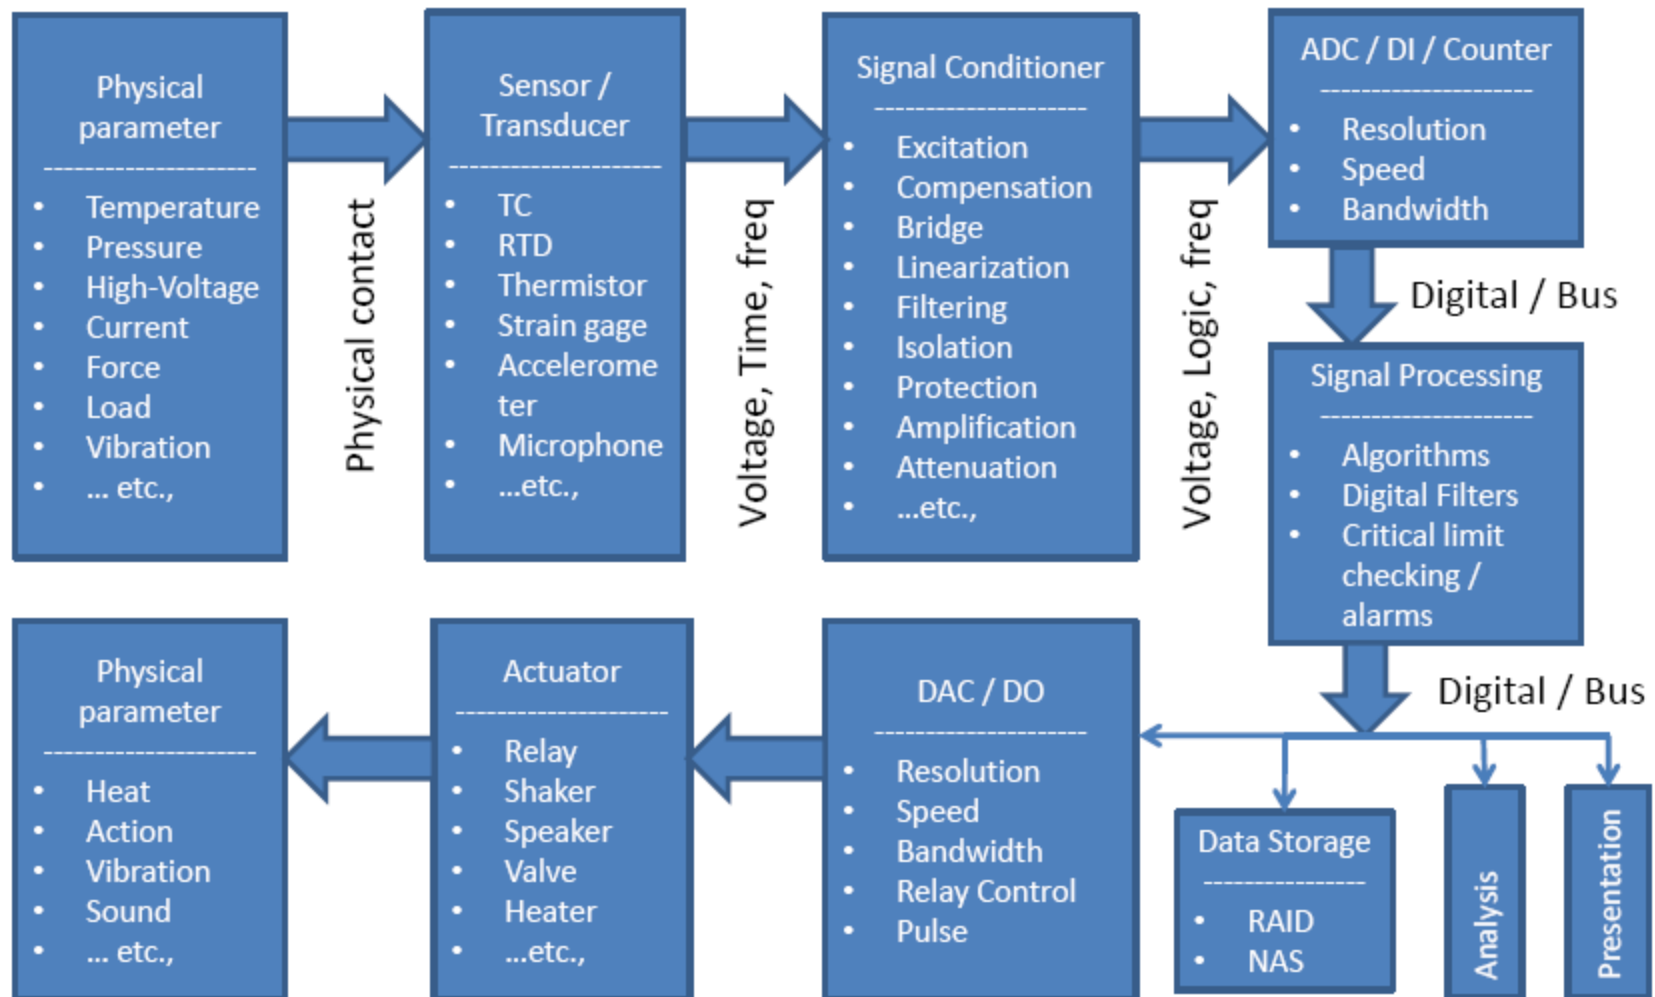 Physical
parameter
---------------------
• Temperature
• Pressure
• High-Voltage
• Current
• Force
• Load
• Vibration
• ... etc.,
Physical contact
Sensor /
Transducer
---------------------
• TC
• RTD
• Thermistor
• Strain gage
• Accelerome
ter
• Microphone
• ...etc.,
Voltage, Time, freq
Signal Conditioner
---------------------
• Excitation
• Compensation
• Bridge
• Linearization
• Filtering
• Isolation
• Protection
• Amplification
• Attenuation
• ...etc.,
Voltage, Logic, freq
ADC / DI / Counter
---------------------
• Resolution
• Speed
• Bandwidth
Digital / Bus
Signal Processing
---------------------
• Algorithms
• Digital Filters
• Critical limit
checking /
alarms
Digital / Bus
Data Storage
----------------
• RAID
• NAS
Analysis
Presentation
DAC / DO
---------------------
• Resolution
• Speed
• Bandwidth
• Relay Control
• Pulse
Actuator
---------------------
• Relay
• Shaker
• Speaker
• Valve
• Heater
• ...etc.,
Physical
parameter
---------------------
• Heat
• Action
• Vibration
• Sound
• ... etc.,